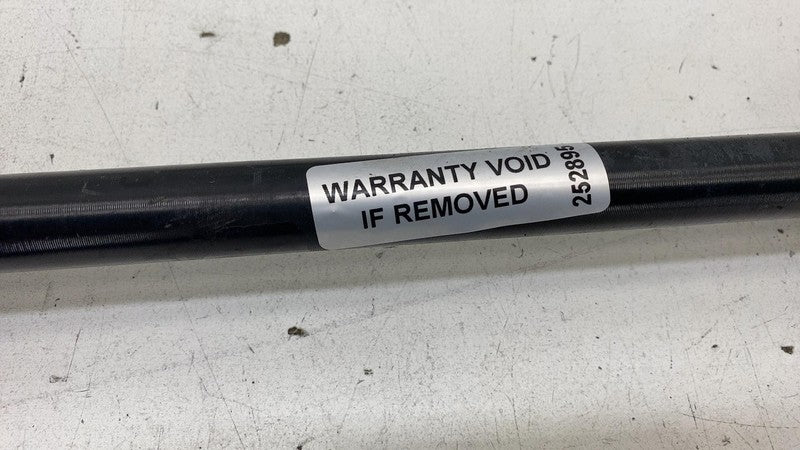 WARRANTY VOID
IF REMOVED
252895